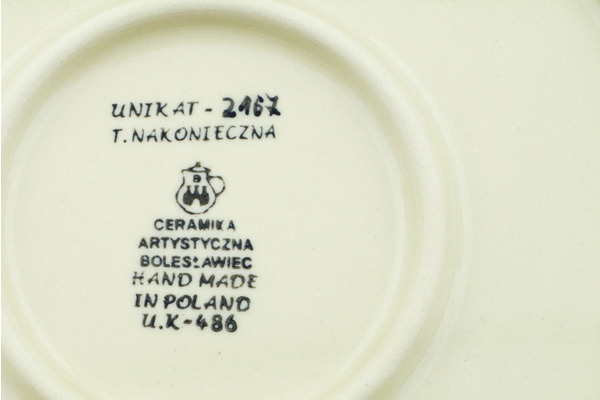 UNIKAT - 2167
T. NAKONIECZNA
B
CERAMIKA
ARTYSTYCZNA
BOLESŁAWIEC
HAND MADE
IN POLAND
U.K-486